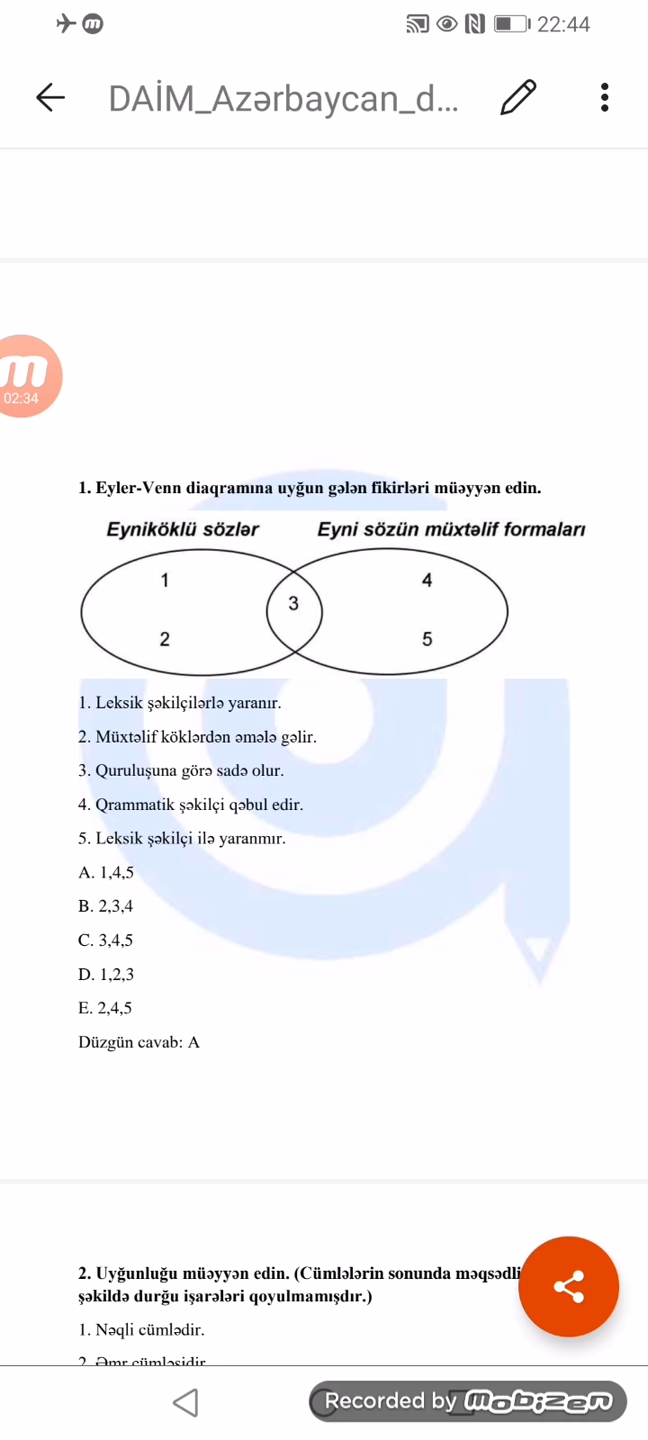 22:44
DAİM_Azərbaycan_d...
02:34
1. Eyler-Venn diaqramına uyğun gələn fikirləri müəyyən edin.
Eyniköklü sözlər Eyni sözün müxtəlif formaları
1 4
3
2 5
1. Leksik şəkilçilərlə yaranır.
2. Müxtəlif köklərdən əmələ gəlir.
3. Quruluşuna görə sadə olur.
4. Qrammatik şəkilçi qəbul edir.
5. Leksik şəkilçi ilə yaranmır.
A. 1,4,5
B. 2,3,4
C. 3,4,5
D. 1,2,3
E. 2,4,5
Düzgün cavab: A
2. Uyğunluğu müəyyən edin. (Cümlələrin sonunda məqsədli
şəkildə durğu işarələri qoyulmamışdır.)
1. Nəqli cümlədir.
2. Əmr cümləsidir
Recorded by mobizen